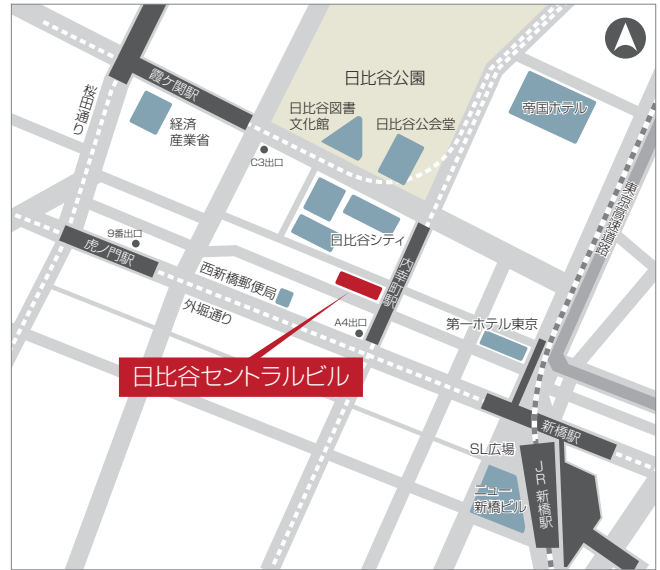 日比谷公園
霞ケ関駅
桜田通り
日比谷図書
文化館
日比谷公会堂
帝国ホテル
経済
産業省
C3出口
東京高速道路
9番出口
虎ノ門駅
日比谷シティ
内幸町駅
西新橋郵便局
外堀通り
A4出口
第一ホテル東京
日比谷セントラルビル
新橋駅
SL広場
JR新橋駅
ニュー
新橋ビル